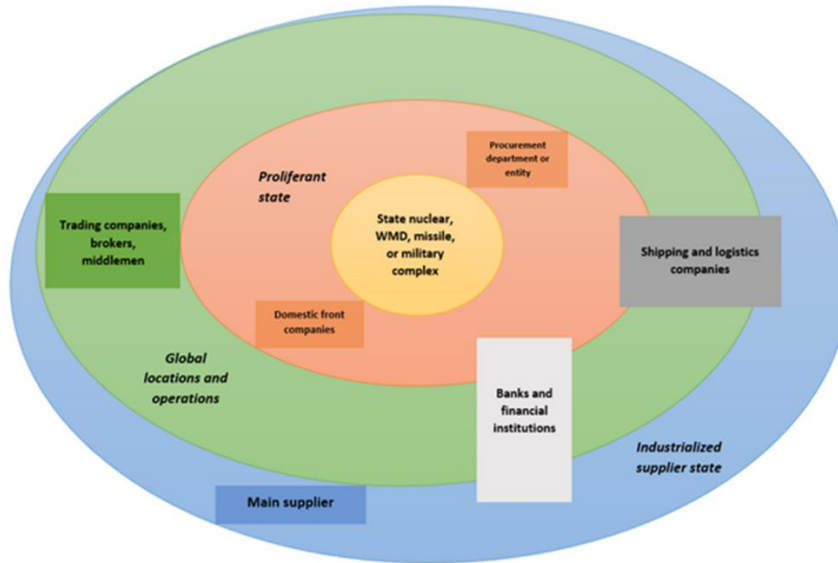 Procurement
department or
entity
Proliferant
state
State nuclear,
WMD, missile,
or military
complex
Trading companies,
brokers,
middlemen
Shipping and logistics
companies
Domestic front
companies
Global
locations and
operations
Banks and
financial
institutions
Industrialized
supplier state
Main supplier